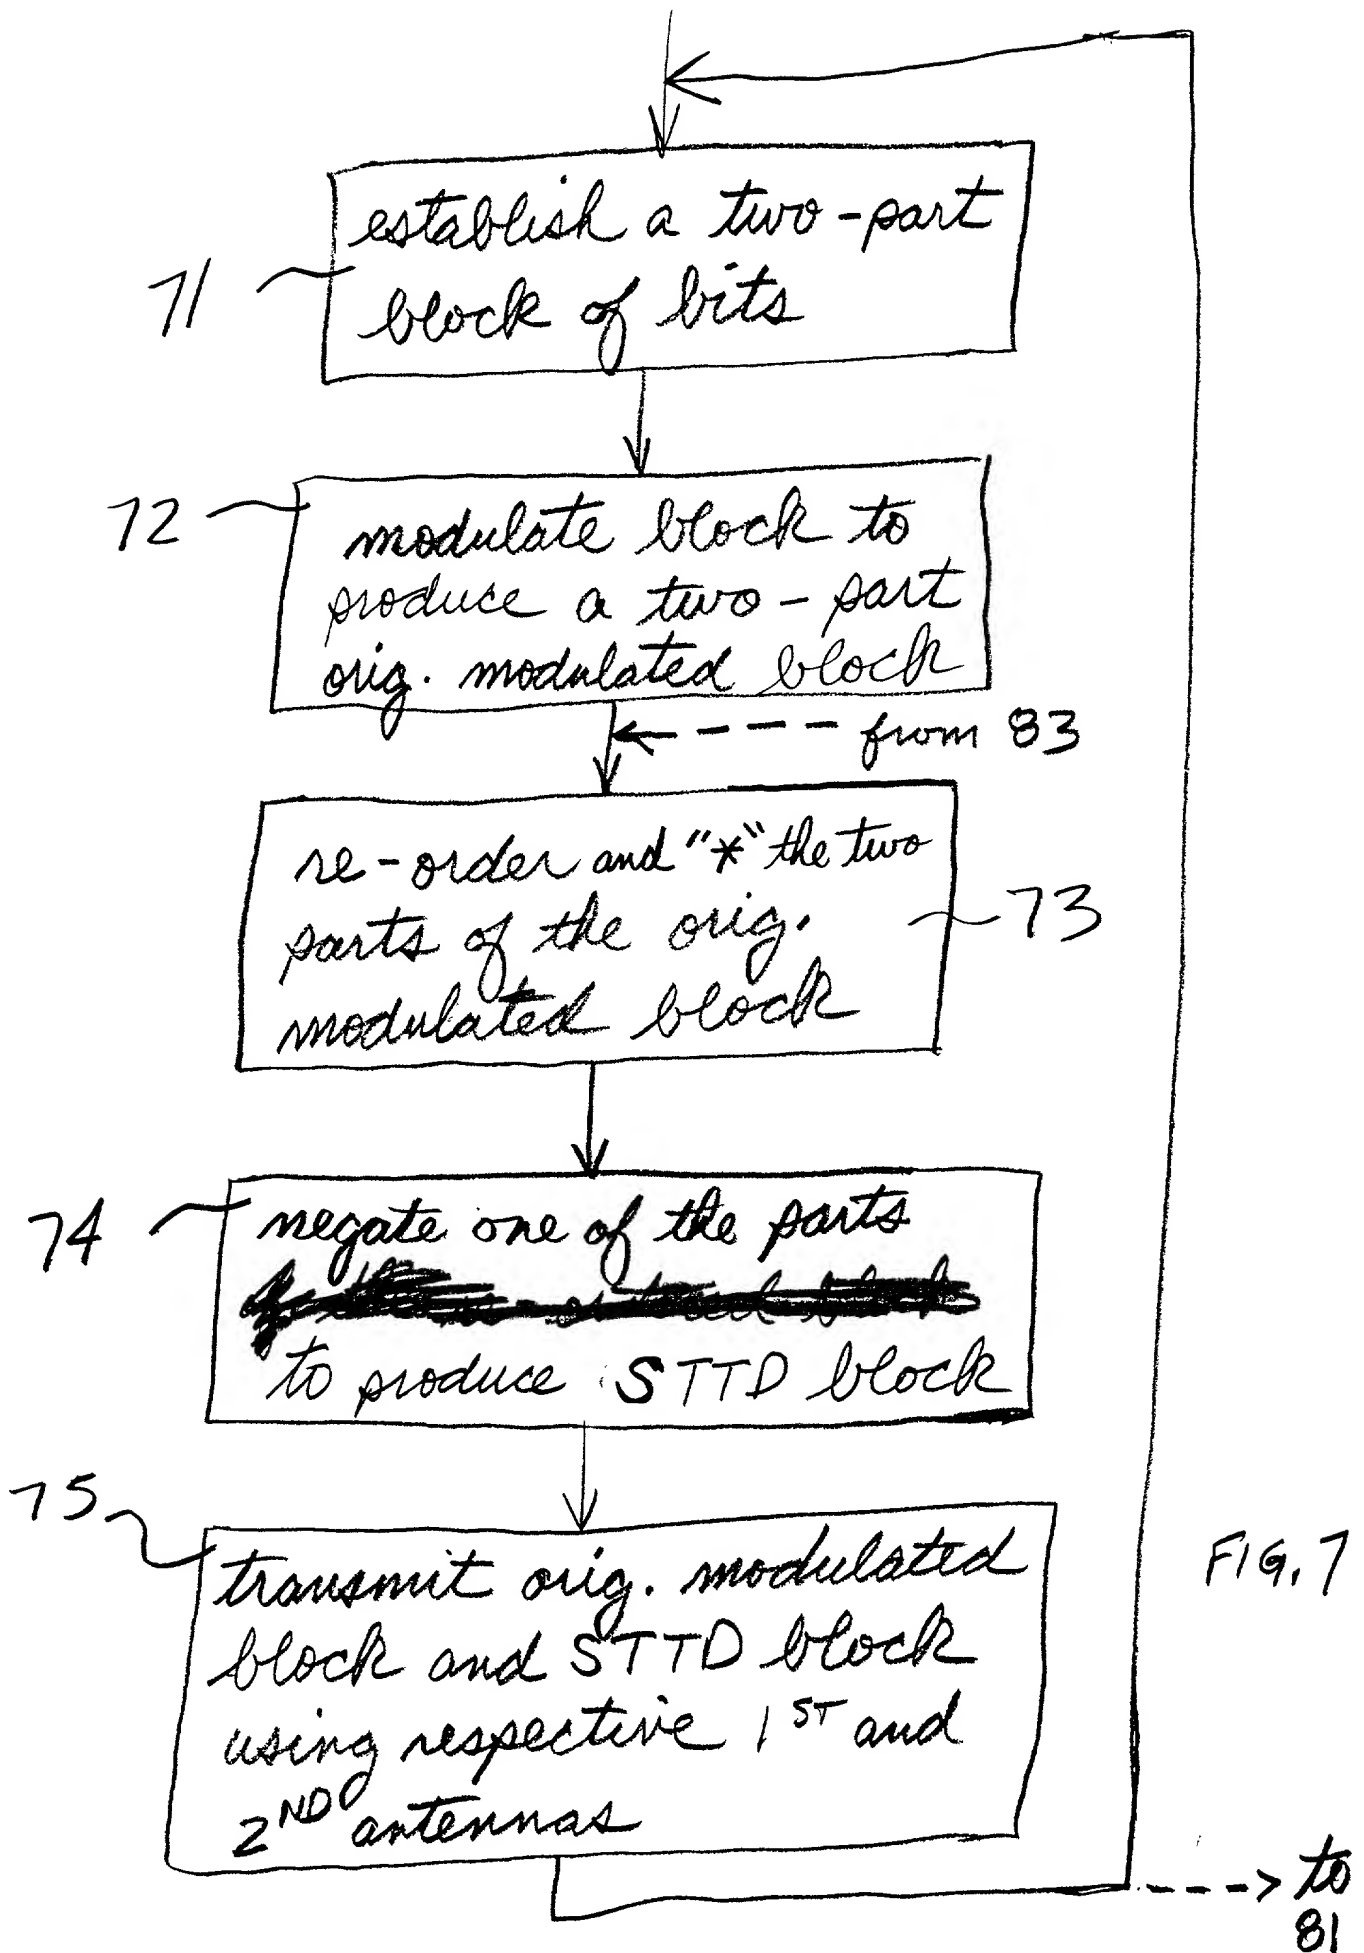 establish a two-part
71
block of bits
72
modulate block to
produce a two-part
orig. modulated block
from 83
re-order and "*" the two
73
parts of the orig.
modulated block
74
negate one of the parts
to produce STTD block
75
transmit orig. modulated
FIG. 7
block and STTD block
using respective 1ST and
2ND antennas
to
81